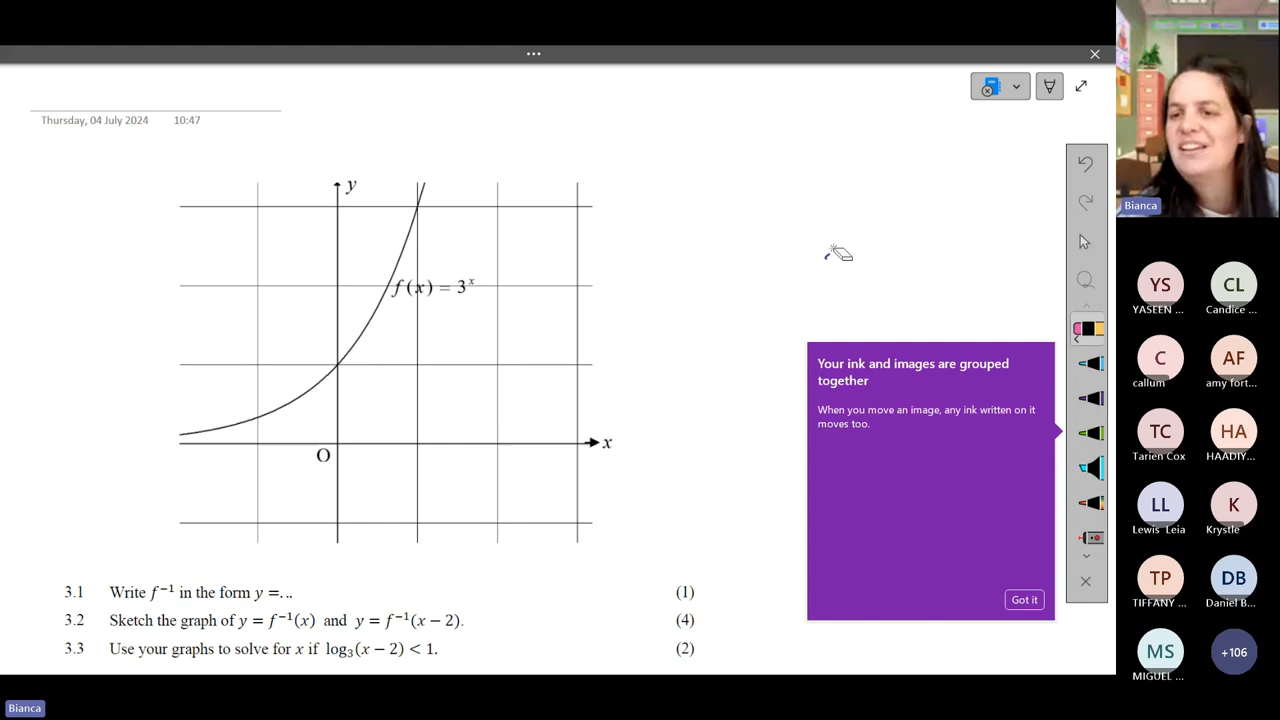 Thursday, 04 July 2024 10:47
y
f(x) = 3ˣ
O
x
3.1 Write f⁻¹ in the form y =... (1)
3.2 Sketch the graph of y = f⁻¹(x) and y = f⁻¹(x − 2). (4)
3.3 Use your graphs to solve for x if log₃(x − 2) < 1. (2)
Your ink and images are grouped
together
When you move an image, any ink written on it
moves too.
Got it
Bianca
YS
YASEEN ...
CL
Candice ...
C
callum
AF
amy fort...
TC
Tarien Cox
HA
HAADIY...
LL
Lewis Leia
K
Krystle
TP
TIFFANY ...
DB
Daniel B...
MS
MIGUEL ...
+106
Bianca